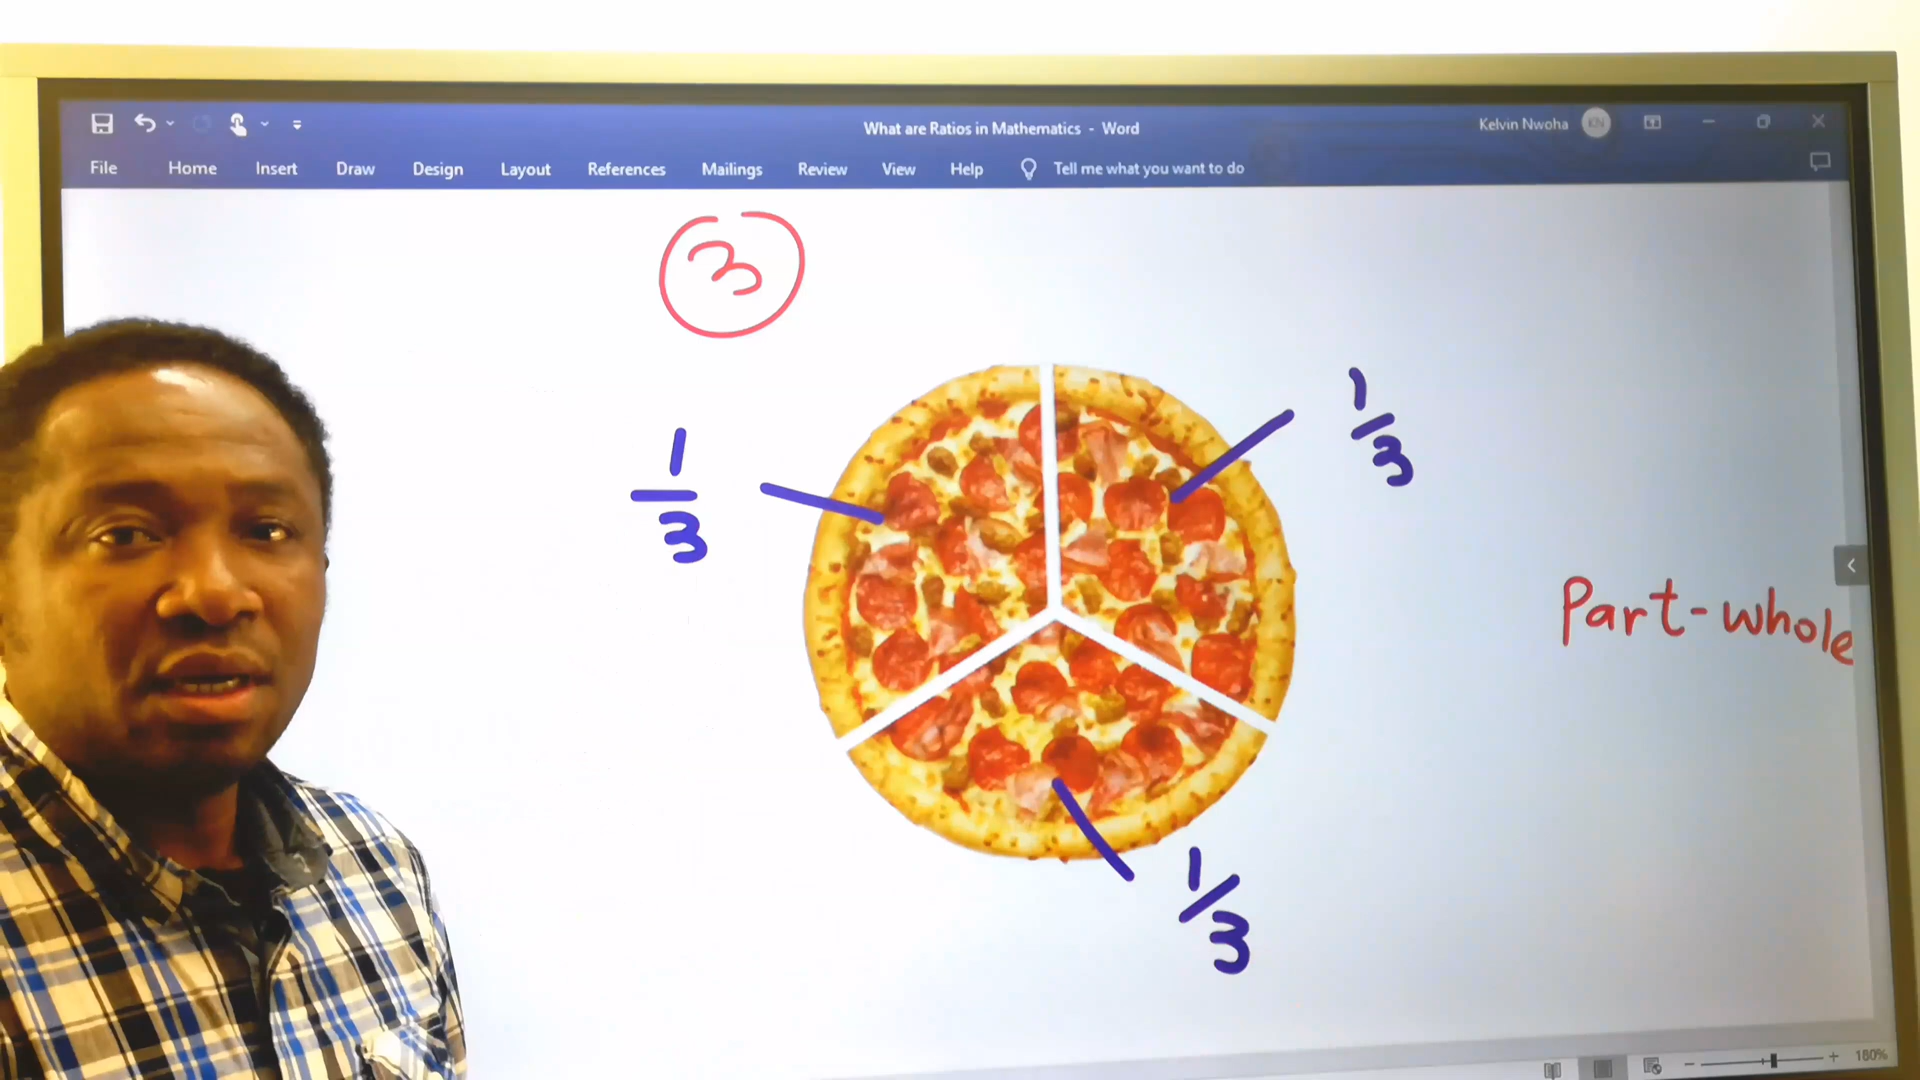 What are Ratios in Mathematics - Word
Kelvin Nwoha
KN
File Home Insert Draw Design Layout References Mailings Review View Help Tell me what you want to do
3
1/3
1/3
Part-whole
1/3
180%